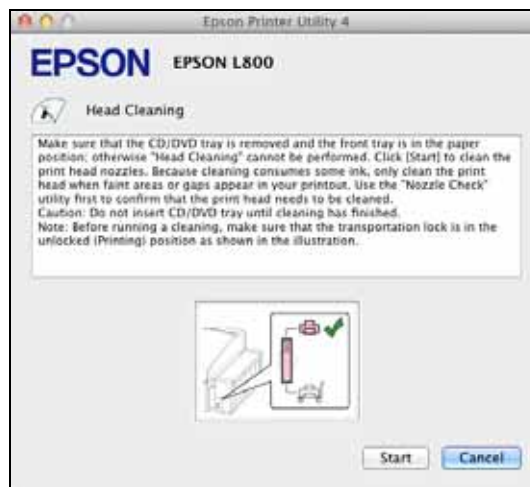 Epson Printer Utility 4
EPSON EPSON L800
Head Cleaning
Make sure that the CD/DVD tray is removed and the front tray is in the paper
position; otherwise "Head Cleaning" cannot be performed. Click [Start] to clean the
print head nozzles. Because cleaning consumes some ink, only clean the print
head when faint areas or gaps appear in your printout. Use the "Nozzle Check"
utility first to confirm that the print head needs to be cleaned.
Caution: Do not insert CD/DVD tray until cleaning has finished.
Note: Before running a cleaning, make sure that the transportation lock is in the
unlocked (Printing) position as shown in the illustration.
Start Cancel